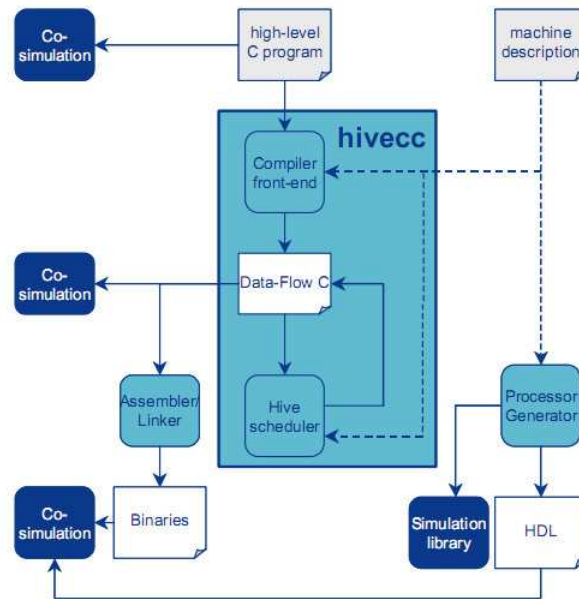 Co-
simulation
high-level
C program
machine
description
hivecc
Compiler
front-end
Co-
simulation
Data-Flow C
Assembler/
Linker
Hive
scheduler
Processor
Generator
Co-
simulation
Binaries
Simulation
library
HDL